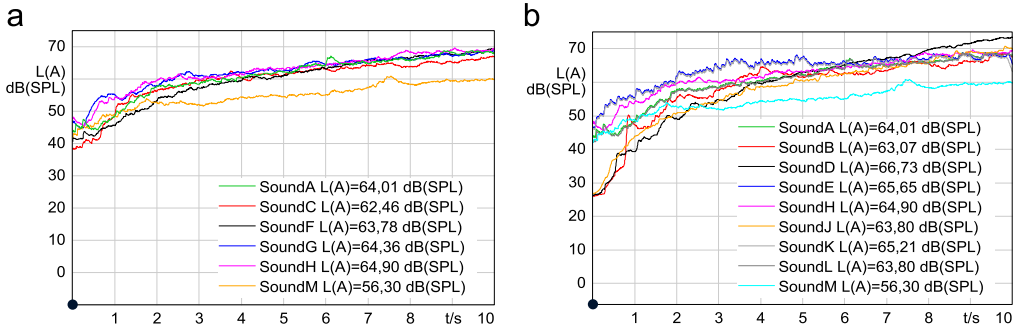 a
70
L(A)
dB(SPL)
50
40
30
20
10
0
SoundA L(A)=64,01 dB(SPL)
SoundC L(A)=62,46 dB(SPL)
SoundF L(A)=63,78 dB(SPL)
SoundG L(A)=64,36 dB(SPL)
SoundH L(A)=64,90 dB(SPL)
SoundM L(A)=56,30 dB(SPL)
1 2 3 4 5 6 7 8 t/s 10
b
70
L(A)
dB(SPL)
50
40
30
20
10
0
SoundA L(A)=64,01 dB(SPL)
SoundB L(A)=63,07 dB(SPL)
SoundD L(A)=66,73 dB(SPL)
SoundE L(A)=65,65 dB(SPL)
SoundH L(A)=64,90 dB(SPL)
SoundJ L(A)=63,80 dB(SPL)
SoundK L(A)=65,21 dB(SPL)
SoundL L(A)=63,80 dB(SPL)
SoundM L(A)=56,30 dB(SPL)
1 2 3 4 5 6 7 8 t/s 10